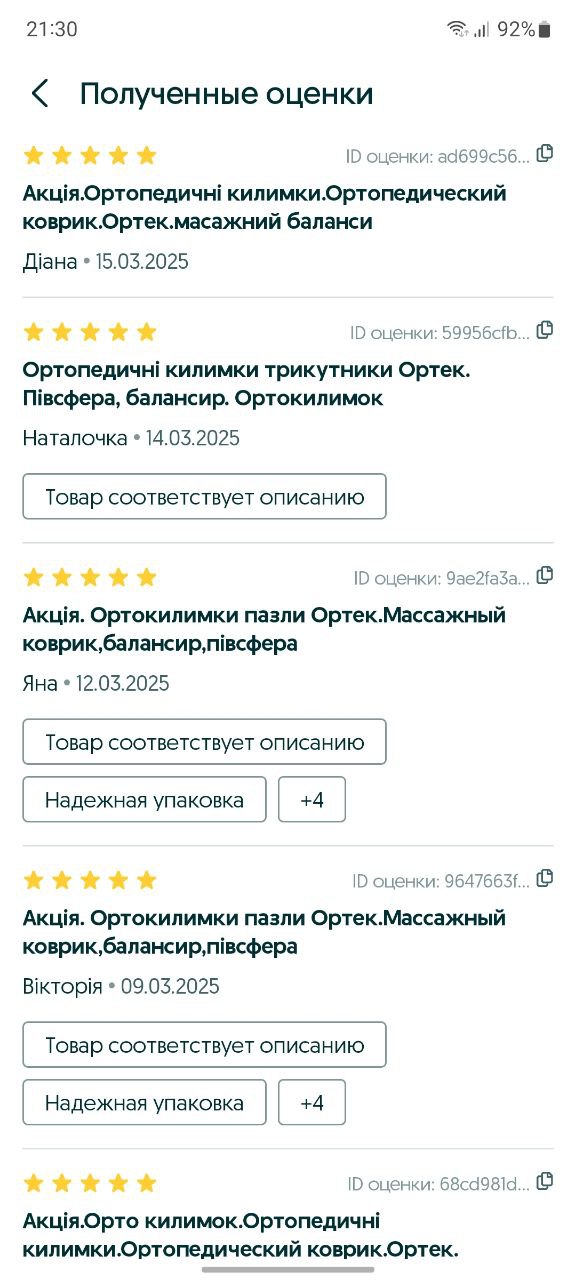 21:30
92%
Полученные оценки
ID оценки: ad699c56...
Акція.Ортопедичні килимки.Ортопедический
коврик.Ортек.масажний баланси
Діана • 15.03.2025
ID оценки: 59956cfb...
Ортопедичні килимки трикутники Ортек.
Півсфера, балансир. Ортокилимок
Наталочка • 14.03.2025
Товар соответствует описанию
ID оценки: 9ae2fa3a...
Акція. Ортокилимки пазли Ортек.Массажный
коврик,балансир,півсфера
Яна • 12.03.2025
Товар соответствует описанию
Надежная упаковка
+4
ID оценки: 9647663f...
Акція. Ортокилимки пазли Ортек.Массажный
коврик,балансир,півсфера
Вікторія • 09.03.2025
Товар соответствует описанию
Надежная упаковка
+4
ID оценки: 68cd981d...
Акція.Орто килимок.Ортопедичні
килимки.Ортопедический коврик.Ортек.